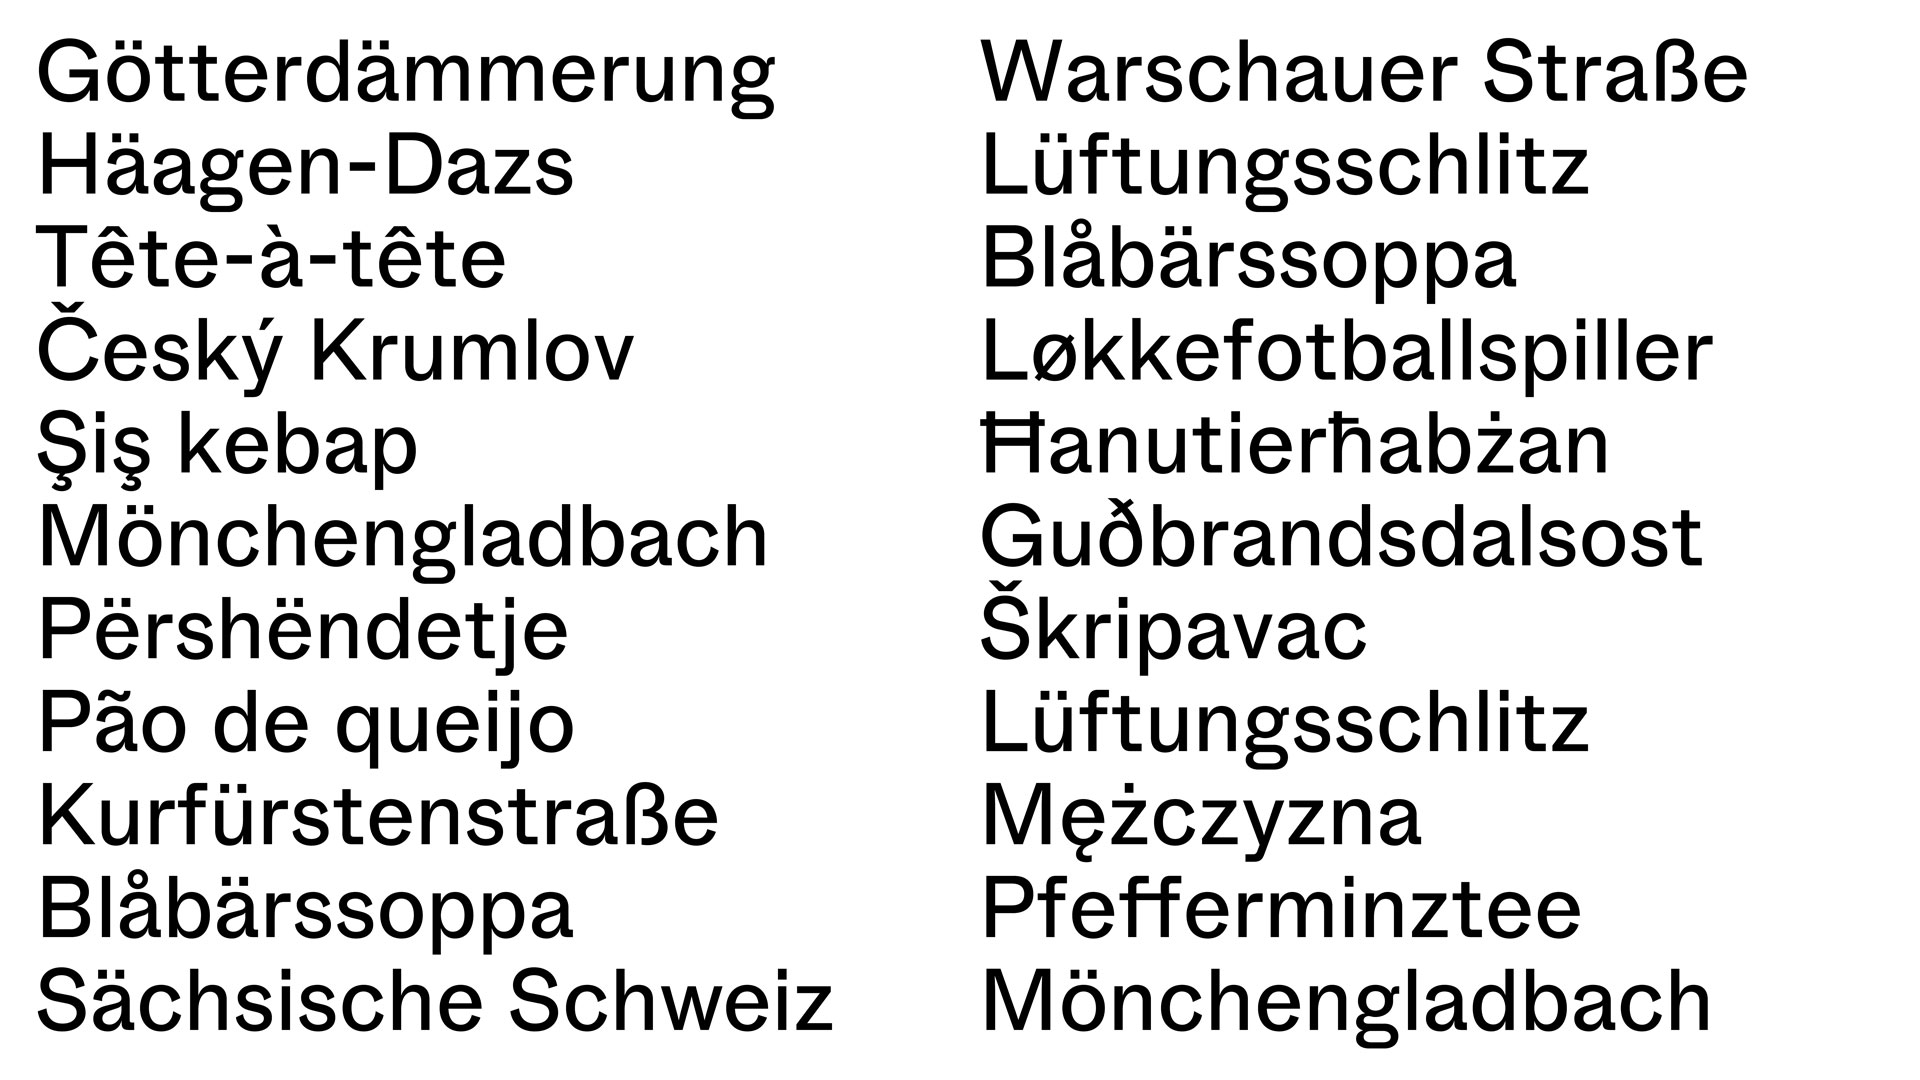 Götterdämmerung
Häagen-Dazs
Tête-à-tête
Český Krumlov
Şiş kebap
Mönchengladbach
Përshëndetje
Pão de queijo
Kurfürstenstraße
Blåbärssoppa
Sächsische Schweiz
Warschauer Straße
Lüftungsschlitz
Blåbärssoppa
Løkkefotballspiller
Ħanutierħabżan
Guðbrandsdalsost
Škripavac
Lüftungsschlitz
Mężczyzna
Pfefferminztee
Mönchengladbach